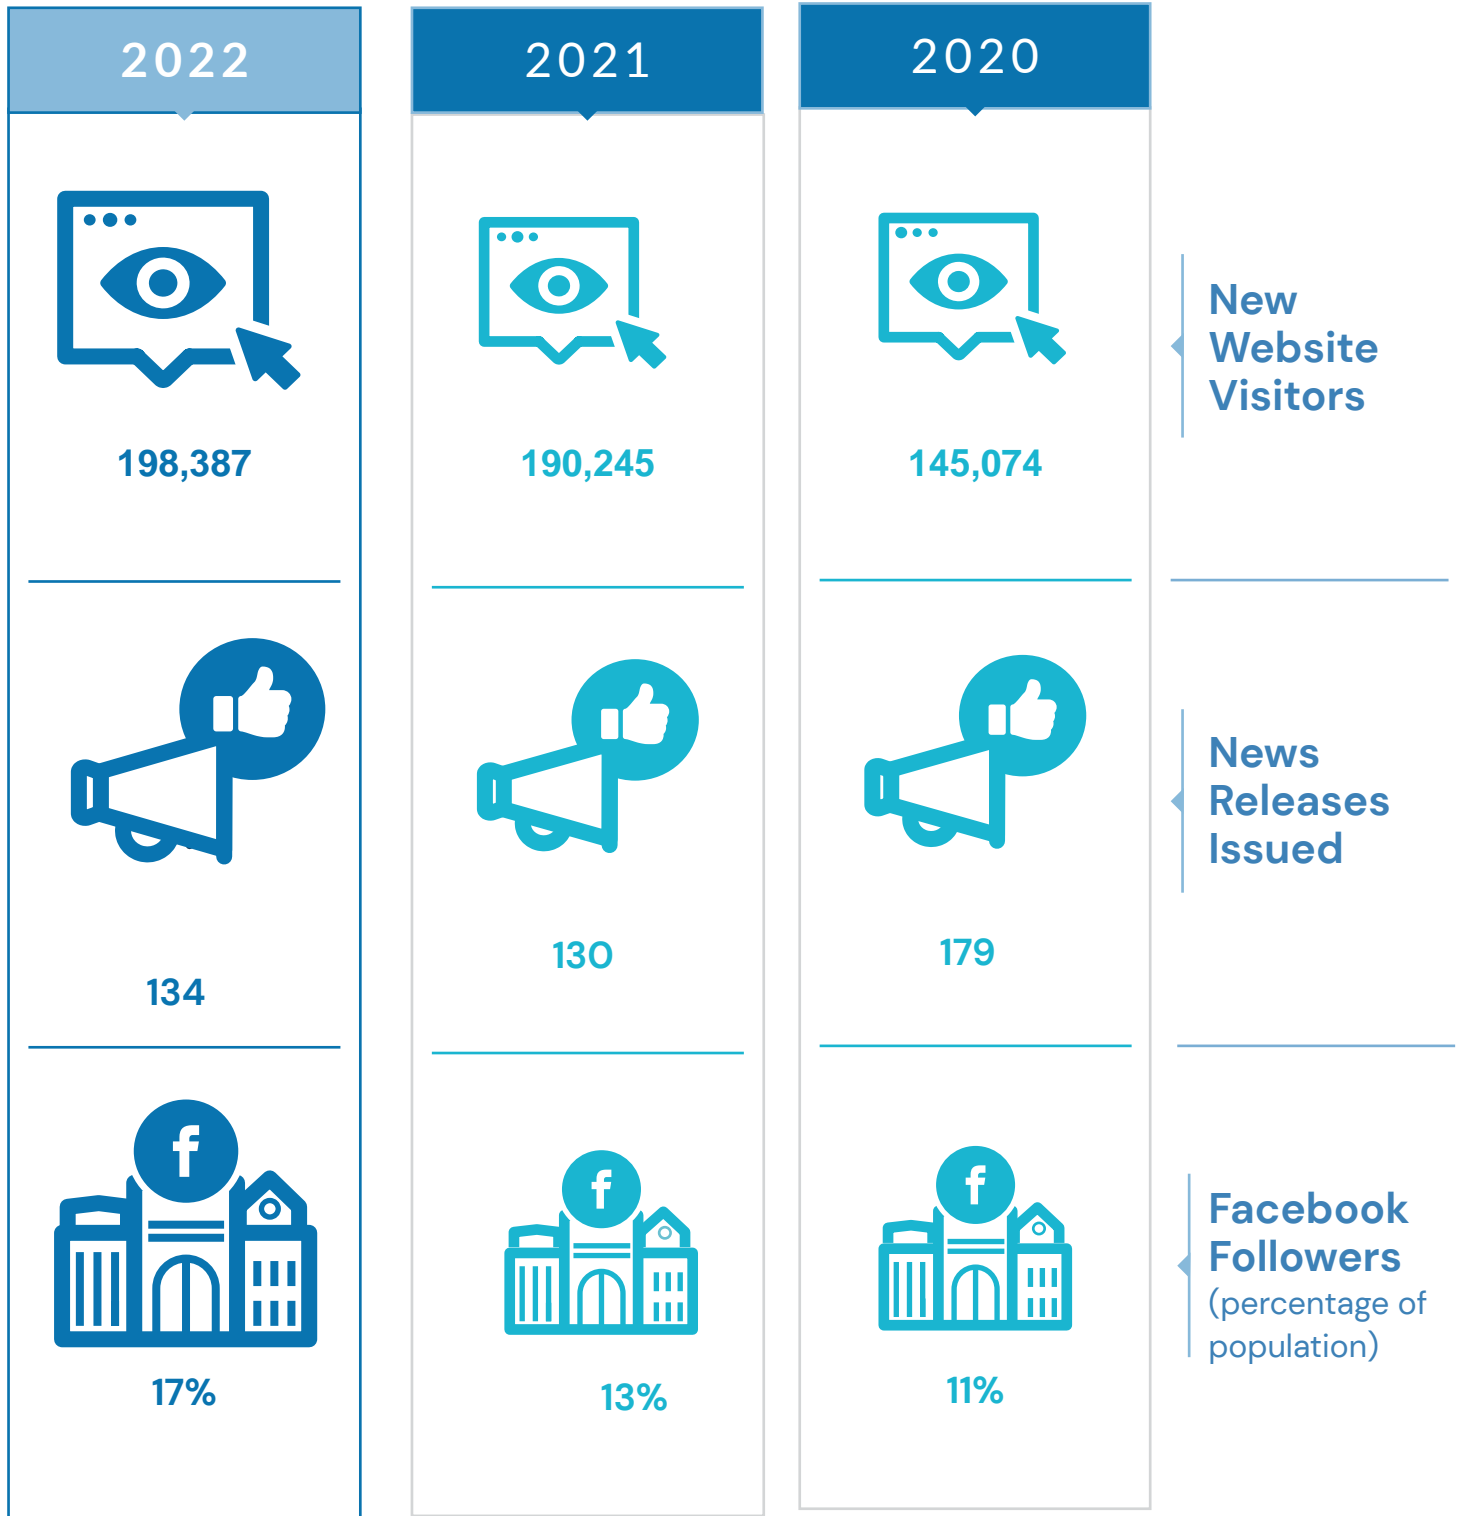 2022
2021
2020
198,387
190,245
145,074
New
Website
Visitors
134
130
179
News
Releases
Issued
f
f
f
17%
13%
11%
Facebook
Followers
(percentage of
population)